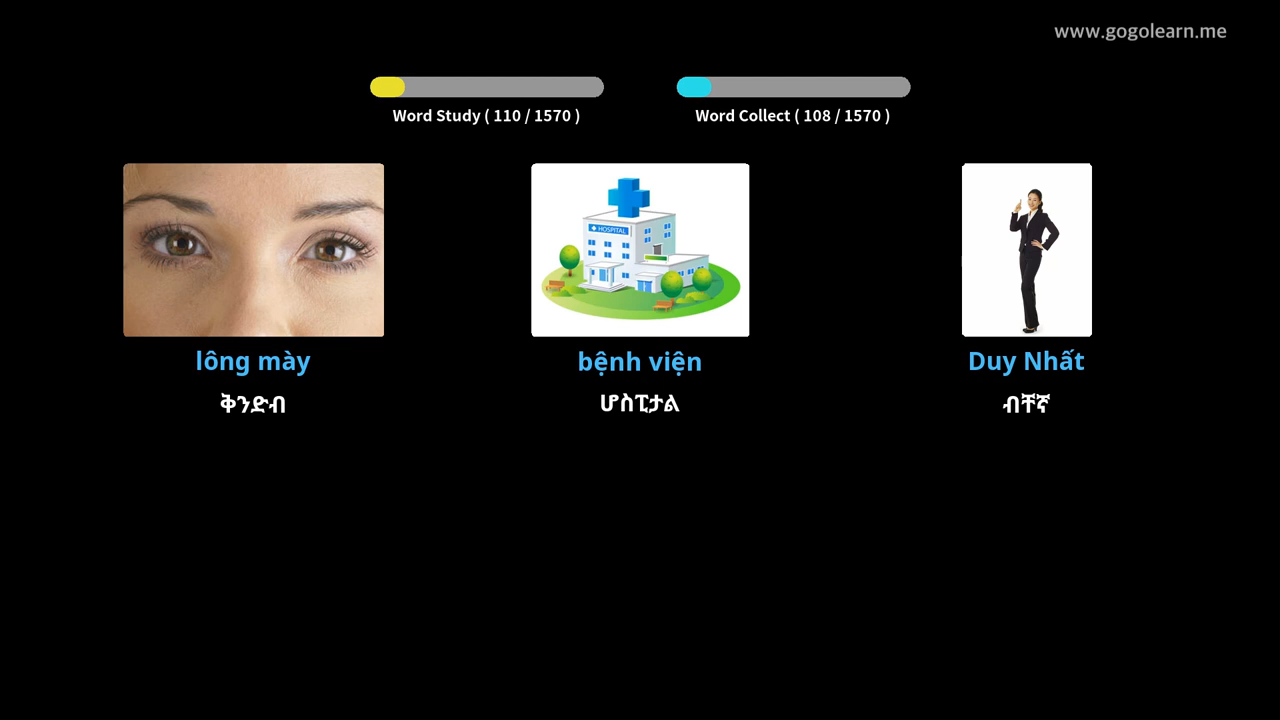 www.gogolearn.me
Word Study ( 110 / 1570 )
Word Collect ( 108 / 1570 )
HOSPITAL
lông mày
bệnh viện
Duy Nhất
ቅንድብ
ሆስፒታል
ብቸኛ